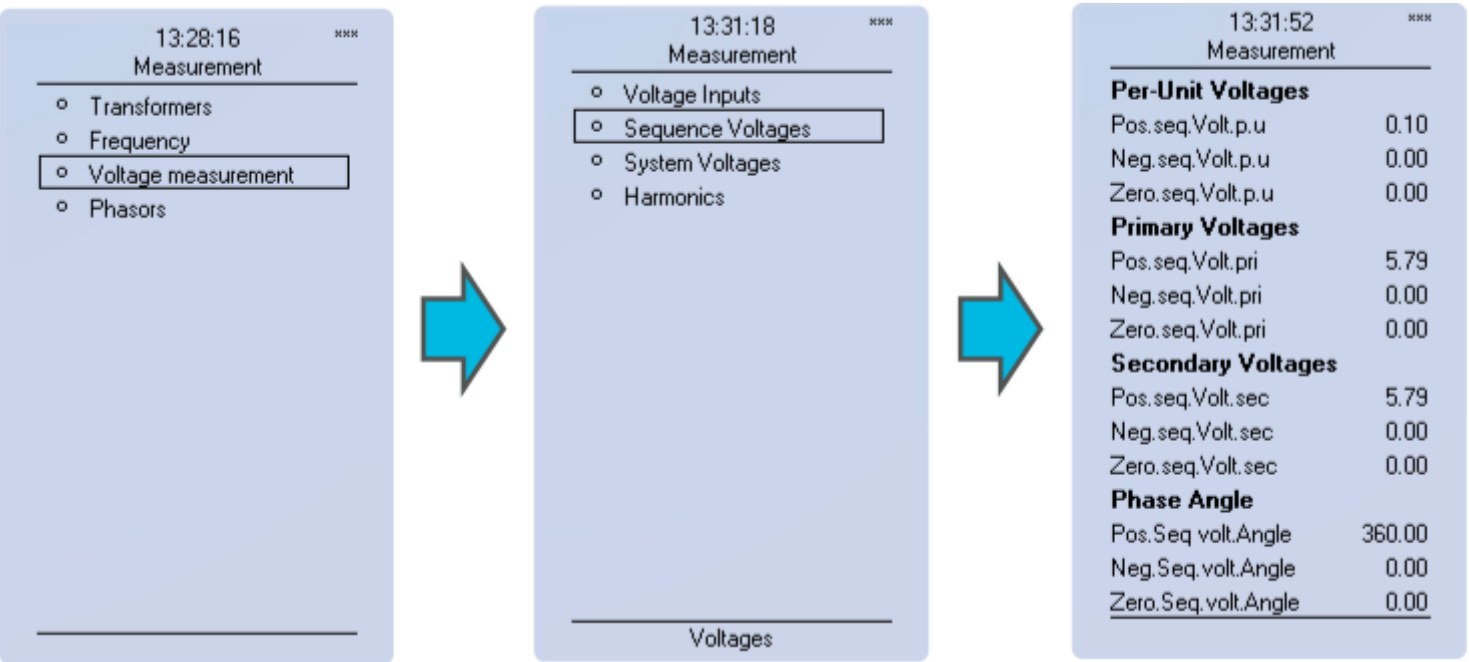 13:28:16 ***
Measurement
Transformers
Frequency
Voltage measurement
Phasors
13:31:18 ***
Measurement
Voltage Inputs
Sequence Voltages
System Voltages
Harmonics
Voltages
13:31:52 ***
Measurement
Per-Unit Voltages
Pos.seq.Volt.p.u 0.10
Neg.seq.Volt.p.u 0.00
Zero.seq.Volt.p.u 0.00
Primary Voltages
Pos.seq.Volt.pri 5.79
Neg.seq.Volt.pri 0.00
Zero.seq.Volt.pri 0.00
Secondary Voltages
Pos.seq.Volt.sec 5.79
Neg.seq.Volt.sec 0.00
Zero.seq.Volt.sec 0.00
Phase Angle
Pos.Seq volt.Angle 360.00
Neg.Seq.volt.Angle 0.00
Zero.Seq.volt.Angle 0.00